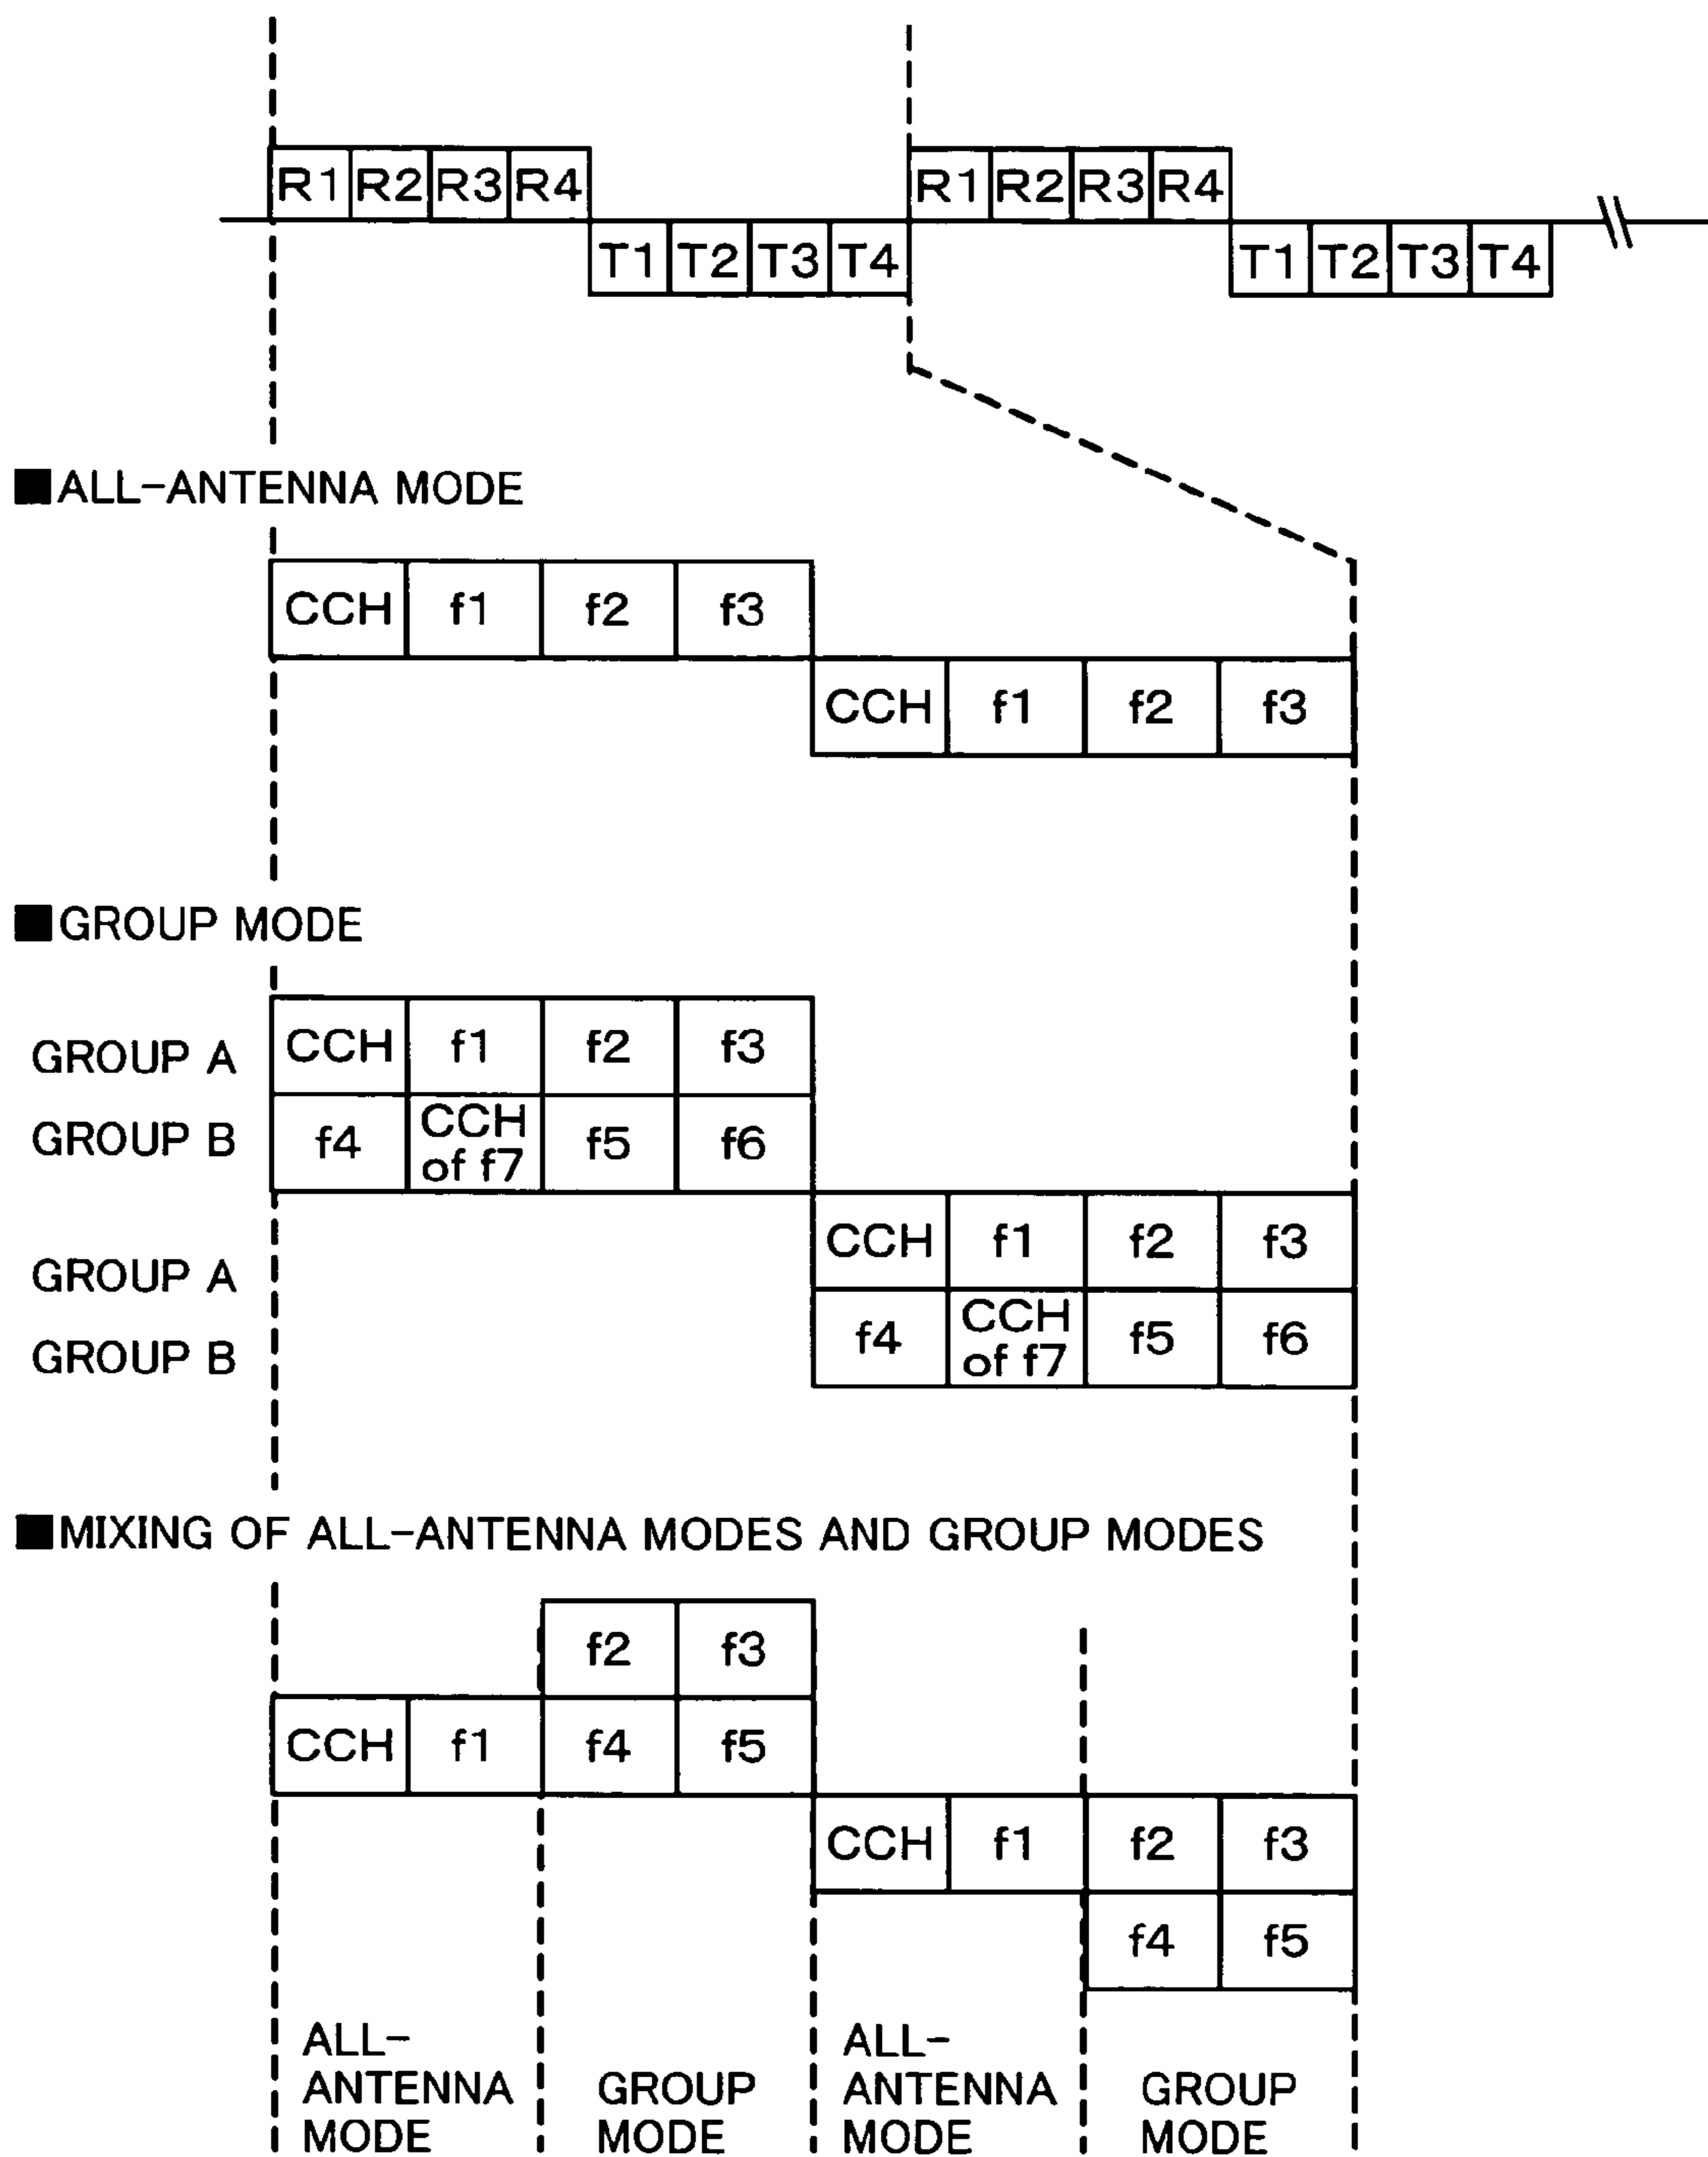 R1 R2 R3 R4 R1 R2 R3 R4
T1 T2 T3 T4 T1 T2 T3 T4
■ALL-ANTENNA MODE
CCH f1 f2 f3
CCH f1 f2 f3
■GROUP MODE
GROUP A CCH f1 f2 f3
GROUP B f4 CCH of f7 f5 f6
GROUP A CCH f1 f2 f3
GROUP B f4 CCH of f7 f5 f6
■MIXING OF ALL-ANTENNA MODES AND GROUP MODES
f2 f3
CCH f1 f4 f5
CCH f1 f2 f3
f4 f5
ALL-
ANTENNA
MODE
GROUP
MODE
ALL-
ANTENNA
MODE
GROUP
MODE